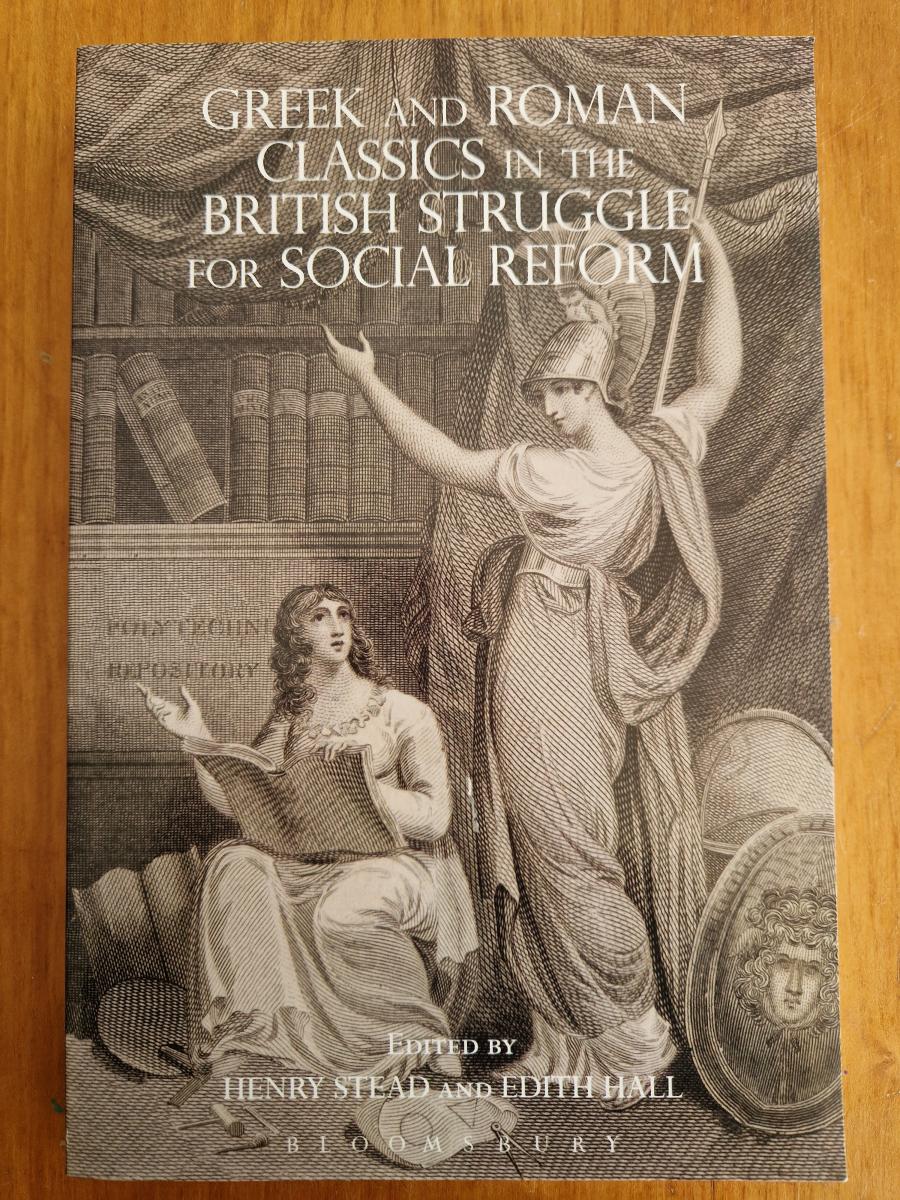 GREEK AND ROMAN
CLASSICS IN THE
BRITISH STRUGGLE
FOR SOCIAL REFORM
POLYTECHN
REPOSITORY
EDITED BY
HENRY STEAD AND EDITH HALL
BLOOMSBURY